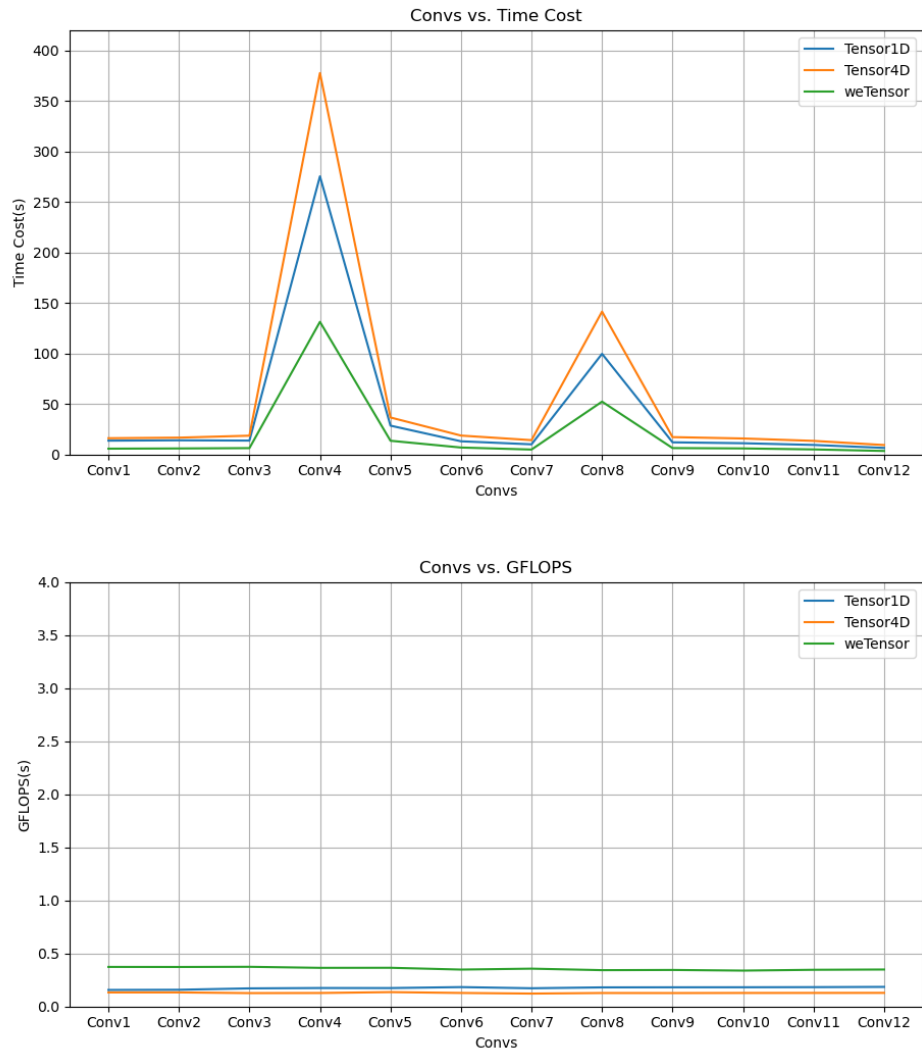 Convs vs. Time Cost
Time Cost(s)
400
350
300
250
200
150
100
50
0
Tensor1D
Tensor4D
weTensor
Conv1 Conv2 Conv3 Conv4 Conv5 Conv6 Conv7 Conv8 Conv9 Conv10 Conv11 Conv12
Convs
Convs vs. GFLOPS
GFLOPS(s)
4.0
3.5
3.0
2.5
2.0
1.5
1.0
0.5
0.0
Tensor1D
Tensor4D
weTensor
Conv1 Conv2 Conv3 Conv4 Conv5 Conv6 Conv7 Conv8 Conv9 Conv10 Conv11 Conv12
Convs